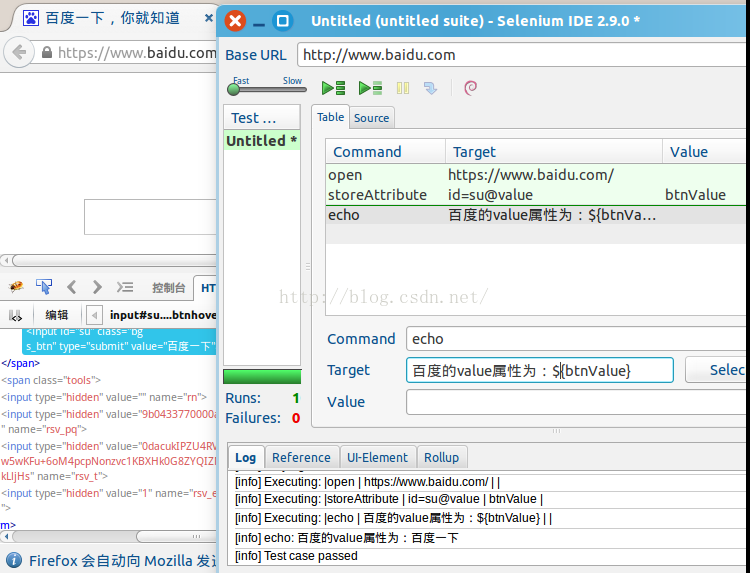 百度一下，你就知道
https://www.baidu.com
控制台
HT
编辑
input#su....btnhove
<input id="su" class="bg
s_btn" type="submit" value="百度一下"
</span>
<span class="tools">
<input type="hidden" value="" name="rn">
<input type="hidden" value="9b0433770000a
" name="rsv_pq">
<input type="hidden" value="0dacukIPZU4RV
w5wKFu+6oM4pcpNonzvc1KBXHk0G8ZYQIZ
kLljHs" name="rsv_t">
<input type="hidden" value="1" name="rsv_e
">
m>
Firefox 会自动向 Mozilla 发送
Untitled (untitled suite) - Selenium IDE 2.9.0 *
Base URL
http://www.baidu.com
Fast Slow
Test ...
Untitled *
Table Source
Command Target Value
open https://www.baidu.com/
storeAttribute id=su@value btnValue
echo 百度的value属性为：${btnVa...
http://blog.csdn.net/
Command echo
Target 百度的value属性为：${btnValue} Selec
Value
Runs: 1
Failures: 0
Log Reference UI-Element Rollup
[info] Executing: |open | https://www.baidu.com/ | |
[info] Executing: |storeAttribute | id=su@value | btnValue |
[info] Executing: |echo | 百度的value属性为：${btnValue} | |
[info] echo: 百度的value属性为：百度一下
[info] Test case passed